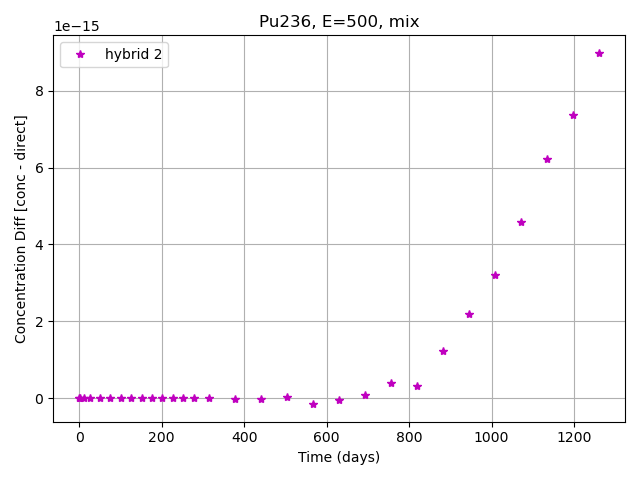 Pu236, E=500, mix
1e−15
hybrid 2
8
6
4
2
0
Concentration Diff [conc - direct]
0 200 400 600 800 1000 1200
Time (days)